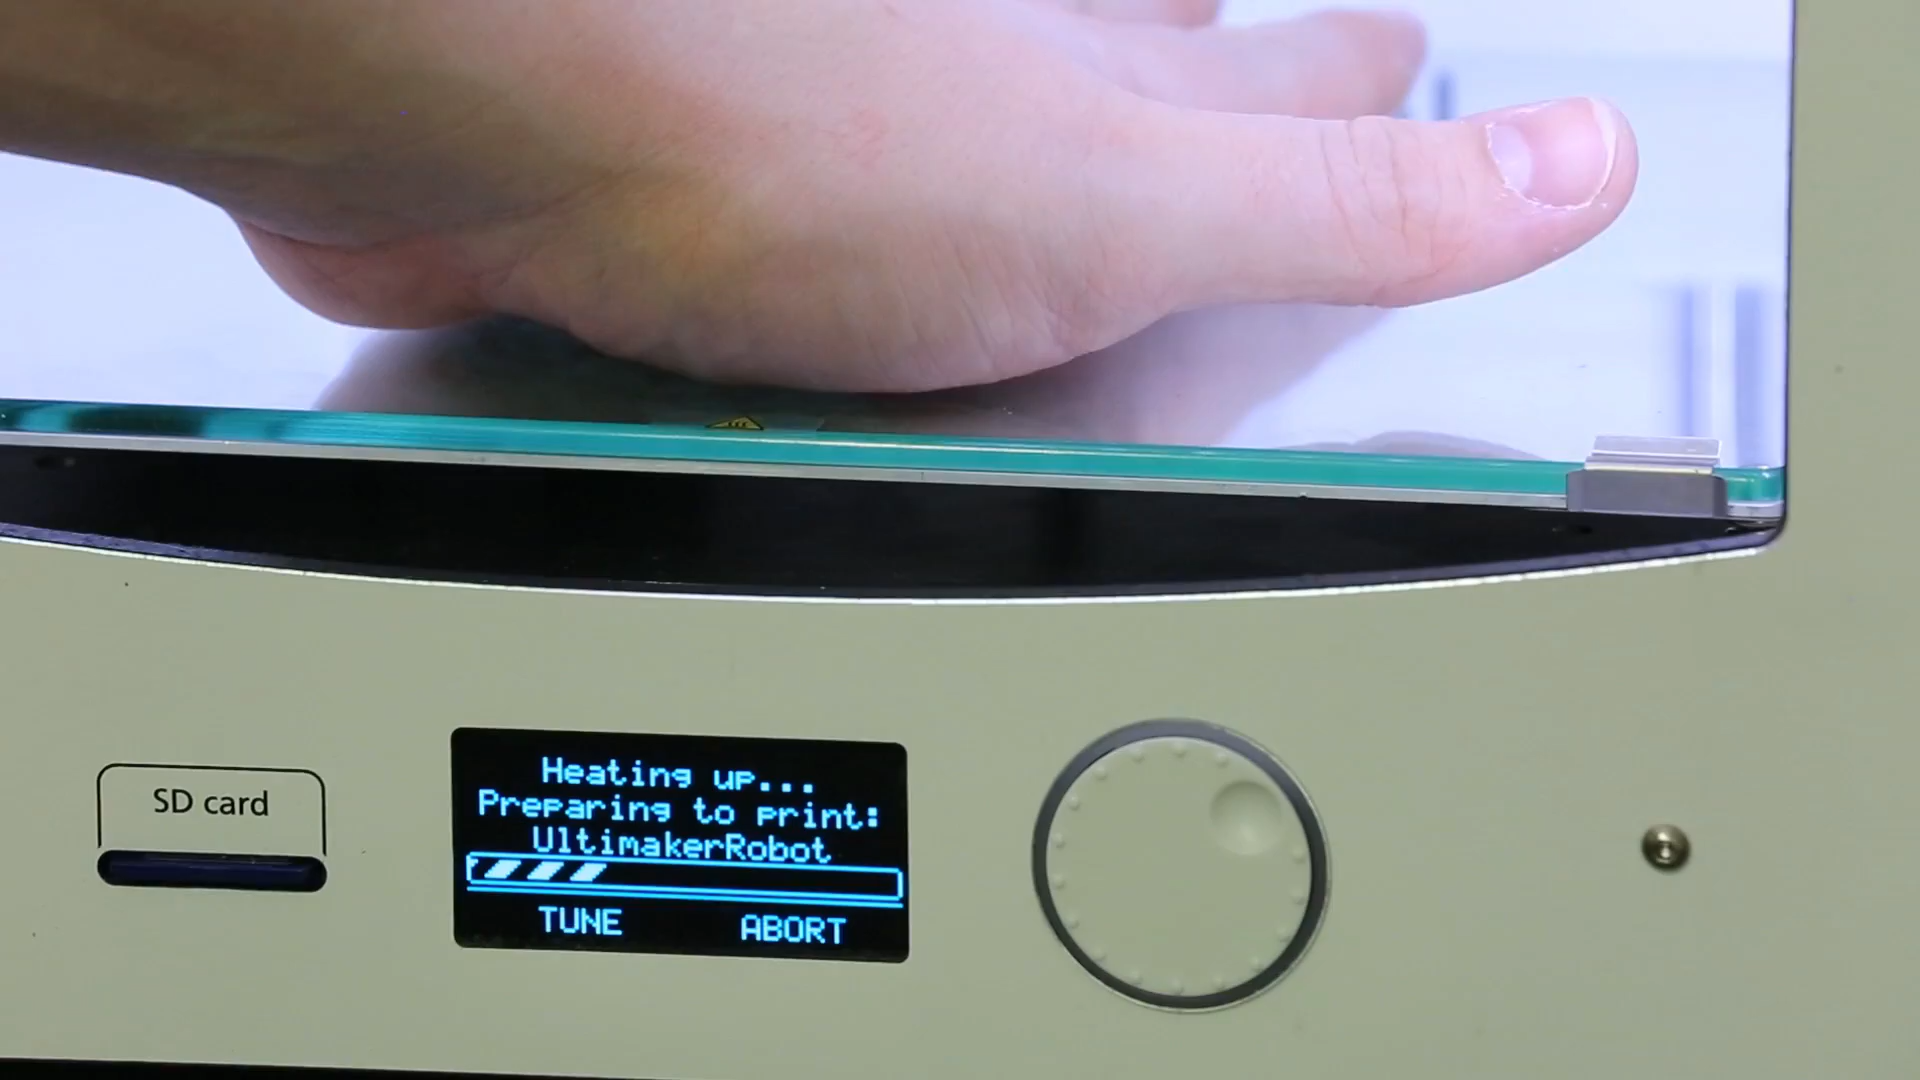 SD card
Heating up...
Preparing to print:
UltimakerRobot
TUNE ABORT